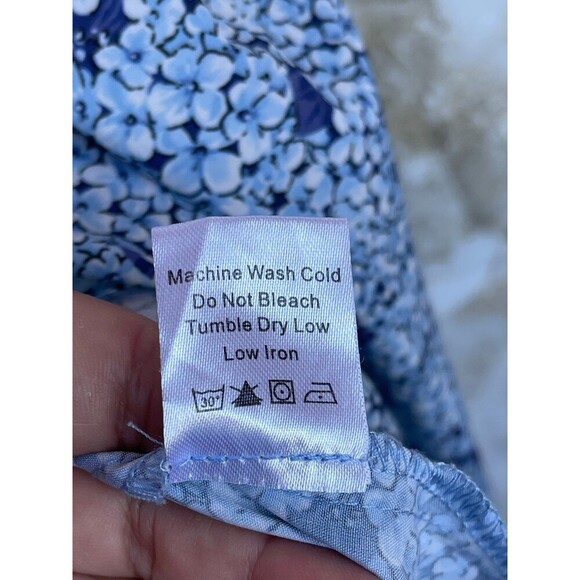 Machine Wash Cold
Do Not Bleach
Tumble Dry Low
Low Iron
30°